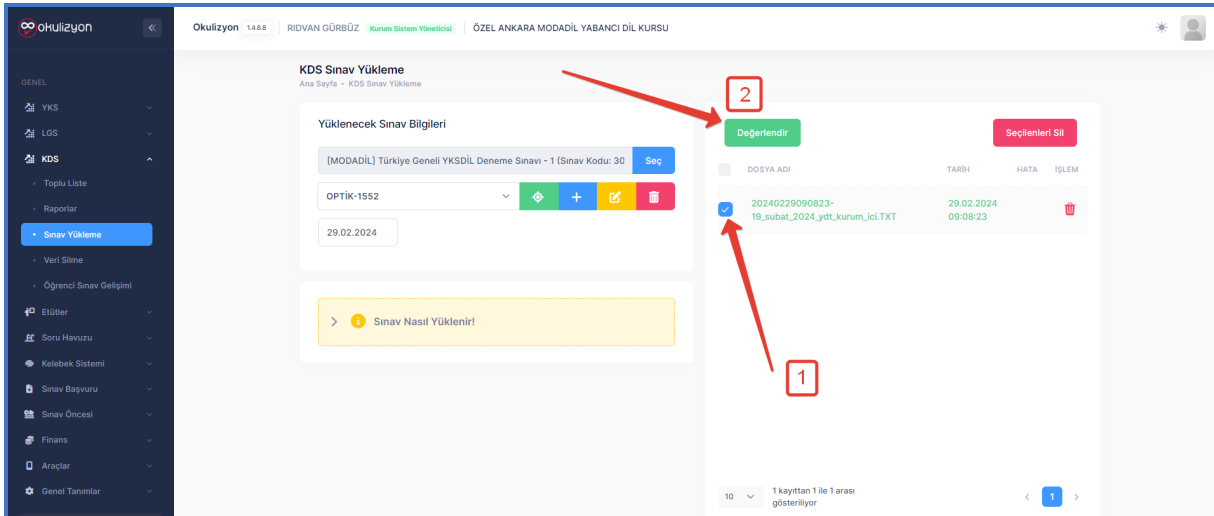 okulizyon
Okulizyon 1.4.6.8 RIDVAN GÜRBÜZ Kurum Sistem Yöneticisi ÖZEL ANKARA MODADİL YABANCI DİL KURSU
GENEL
YKS
LGS
KDS
Toplu Liste
Raporlar
Sınav Yükleme
Veri Silme
Öğrenci Sınav Gelişimi
Etütler
Soru Havuzu
Kelebek Sistemi
Sınav Başvuru
Sınav Öncesi
Finans
Araçlar
Genel Tanımlar
KDS Sınav Yükleme
Ana Sayfa - KDS Sınav Yükleme
Yüklenecek Sınav Bilgileri
[MODADİL] Türkiye Geneli YKSDİL Deneme Sınavı - 1 (Sınav Kodu: 30 Seç
OPTİK-1552
29.02.2024
Sınav Nasıl Yüklenir!
2
Değerlendir Seçilenleri Sil
DOSYA ADI TARİH HATA İŞLEM
20240229090823- 29.02.2024
19_subat_2024_ydt_kurum_ici.TXT 09:08:23
1
10 1 kayıttan 1 ile 1 arası
gösteriliyor
< 1 >